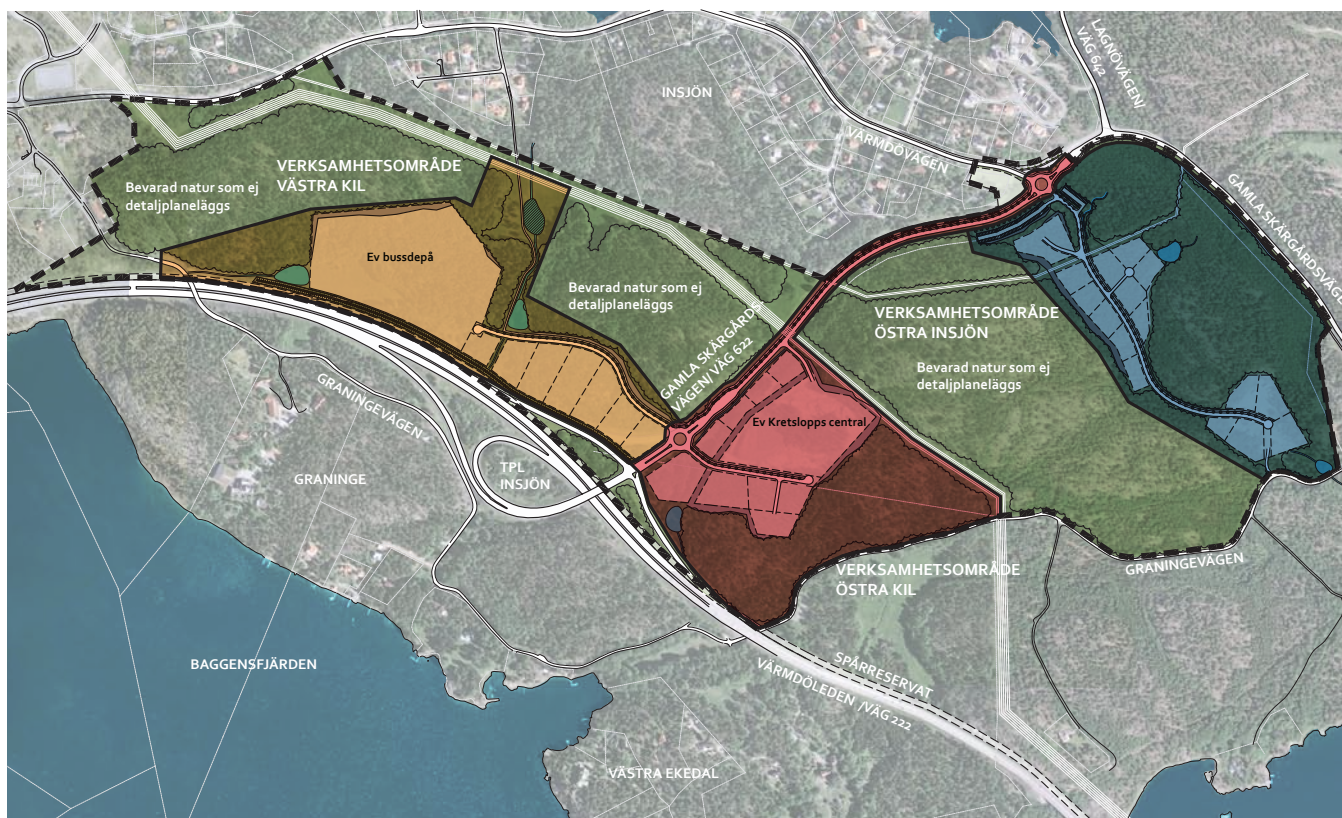 LAGNÖVÄGEN/
VÄG 642
INSJÖN
VÄRMDÖVÄGEN
GAMLA SKÄRGÅRDSVÄG
VERKSAMHETSOMRÅDE
VÄSTRA KIL
Bevarad natur som ej
detaljplaneläggs
Ev bussdepå
Bevarad natur som ej
detaljplaneläggs
GAMLA SKÄRGÅRDS
VÄGEN/ VÄG 622
VERKSAMHETSOMRÅDE
ÖSTRA INSJÖN
Bevarad natur som ej
detaljplaneläggs
GRANINGEVÄGEN
Ev Kretslopps central
GRANINGE
TPL
INSJÖN
VERKSAMHETSOMRÅDE
ÖSTRA KIL
GRANINGEVÄGEN
BAGGENSFJÄRDEN
SPÅRRESERVAT
VÄRMDÖLEDEN /VÄG 222
VÄSTRA EKEDAL